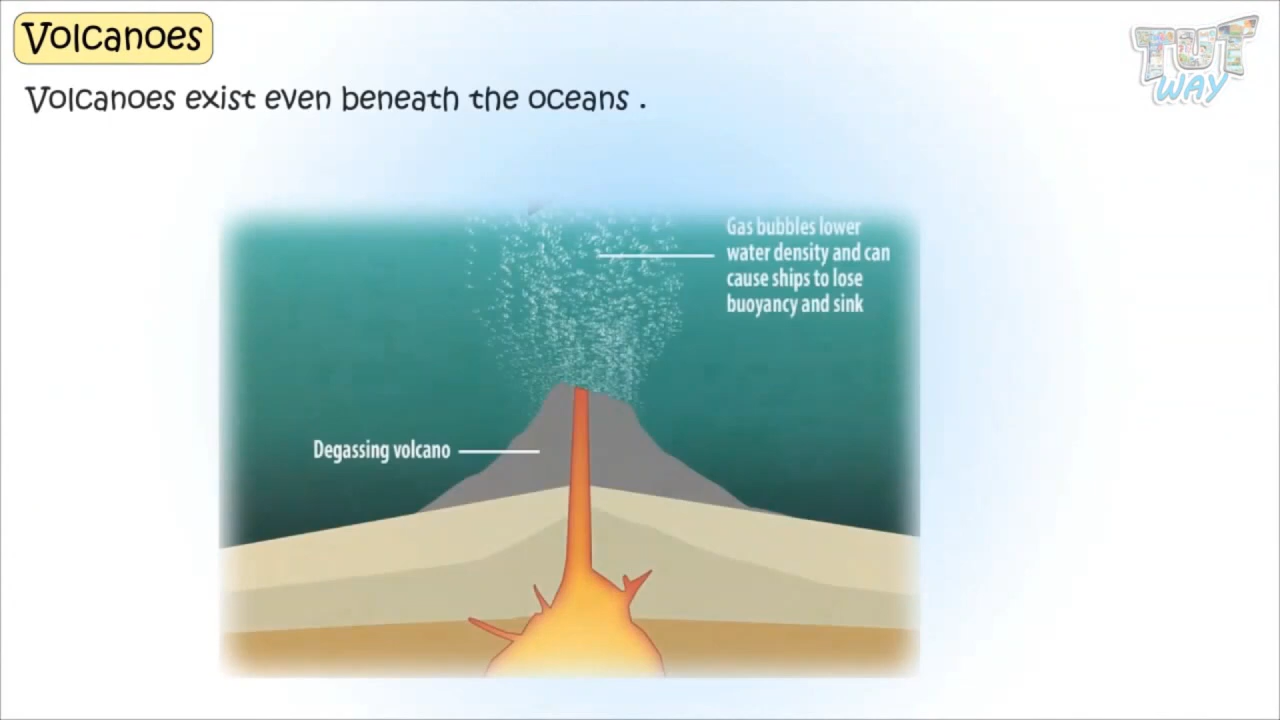 Volcanoes
TUT
WAY
Volcanoes exist even beneath the oceans .
Gas bubbles lower
water density and can
cause ships to lose
buoyancy and sink
Degassing volcano